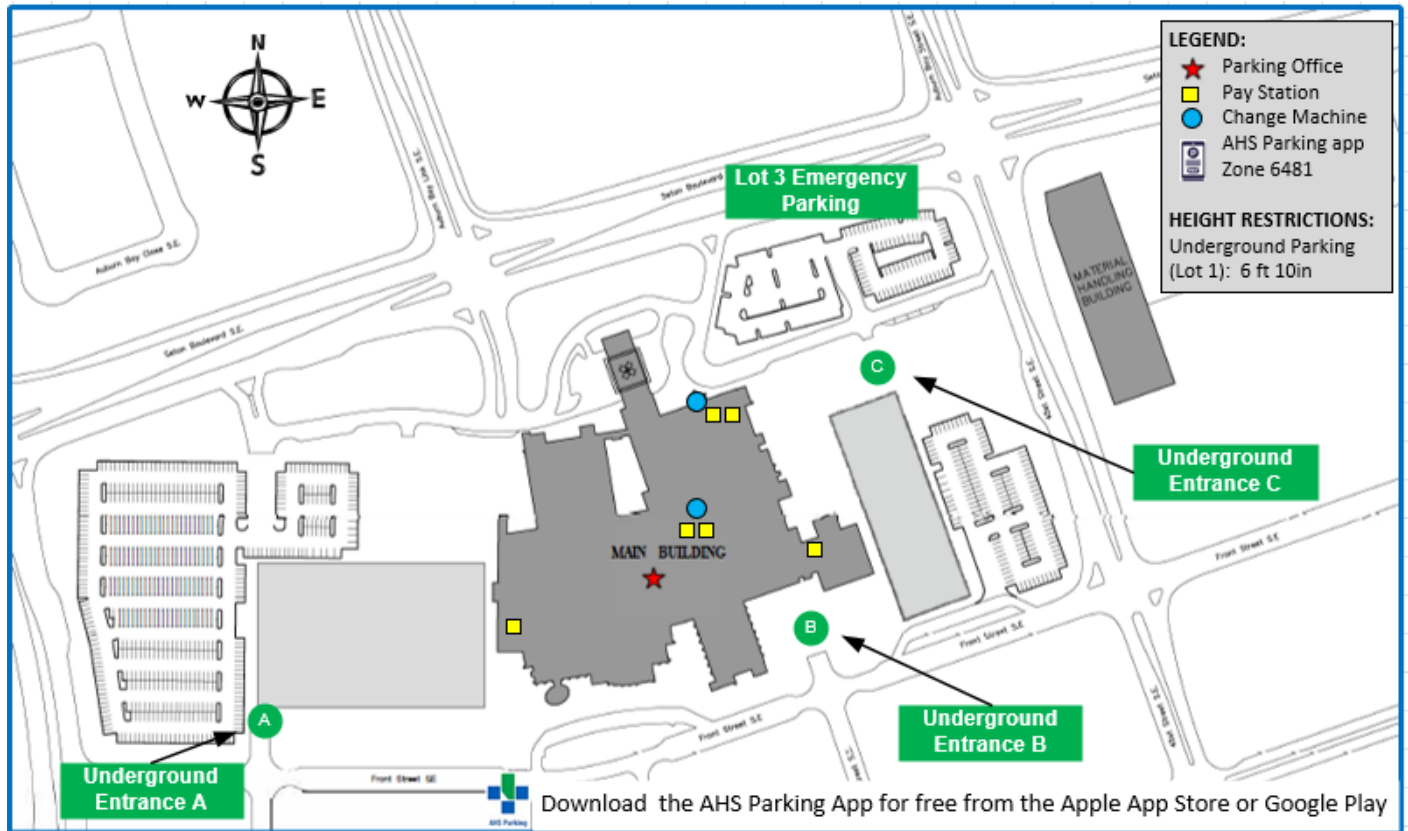 N
W
E
S
LEGEND:
Parking Office
Pay Station
Change Machine
AHS Parking app
Zone 6481
HEIGHT RESTRICTIONS:
Underground Parking
(Lot 1): 6 ft 10in
Seton Boulevard
Lot 3 Emergency
Parking
Auburn Bay Close S.E.
Seton Boulevard S.E.
MATERIAL
HANDLING
BUILDING
C
Underground
Entrance C
MAIN BUILDING
Front Street S.E.
B
Front Street S.E
A
Front Street S.E
Underground
Entrance B
Underground
Entrance A
Front Street SE
AHS Parking
Download the AHS Parking App for free from the Apple App Store or Google Play